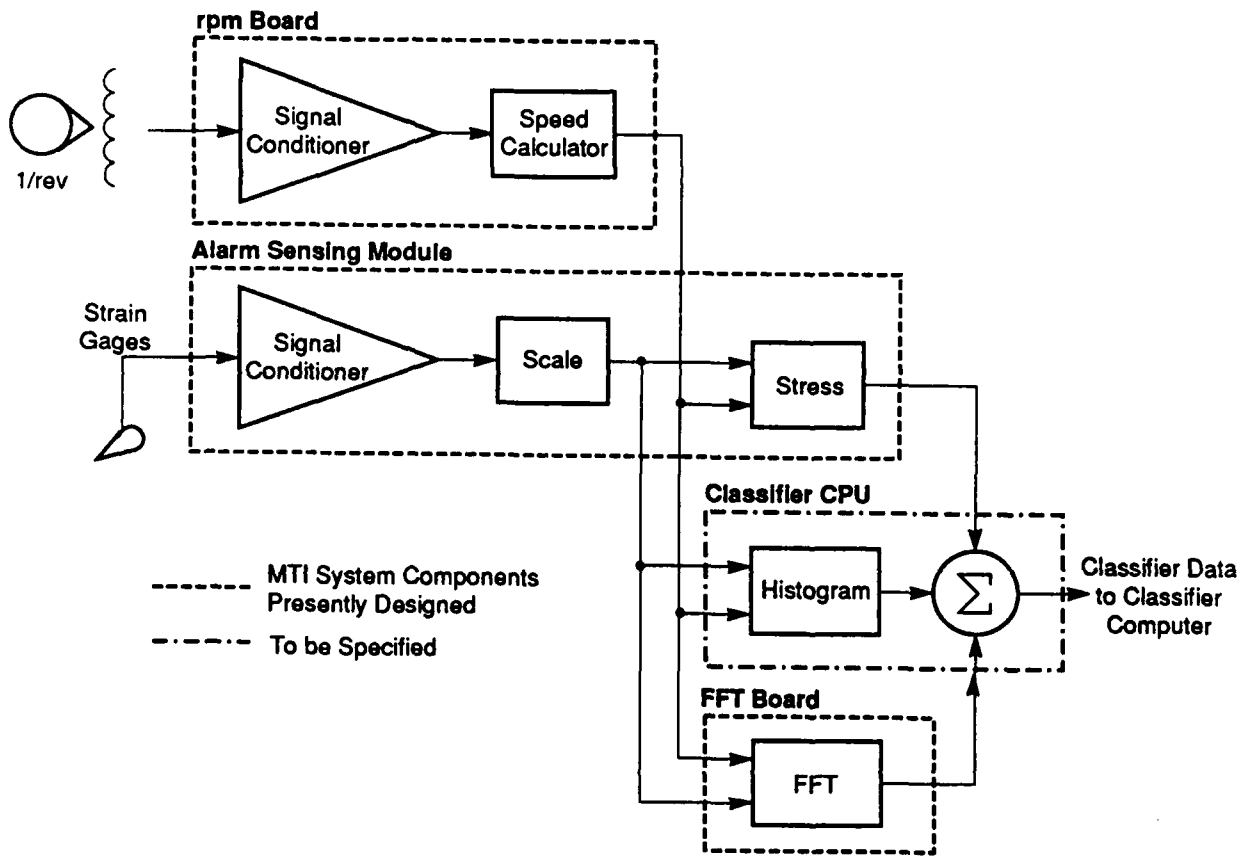 rpm Board
Signal
Conditioner
Speed
Calculator
1/rev
Alarm Sensing Module
Strain
Gages
Signal
Conditioner
Scale
Stress
Classifier CPU
Histogram
Σ
Classifier Data
to Classifier
Computer
MTI System Components
Presently Designed
To be Specified
FFT Board
FFT